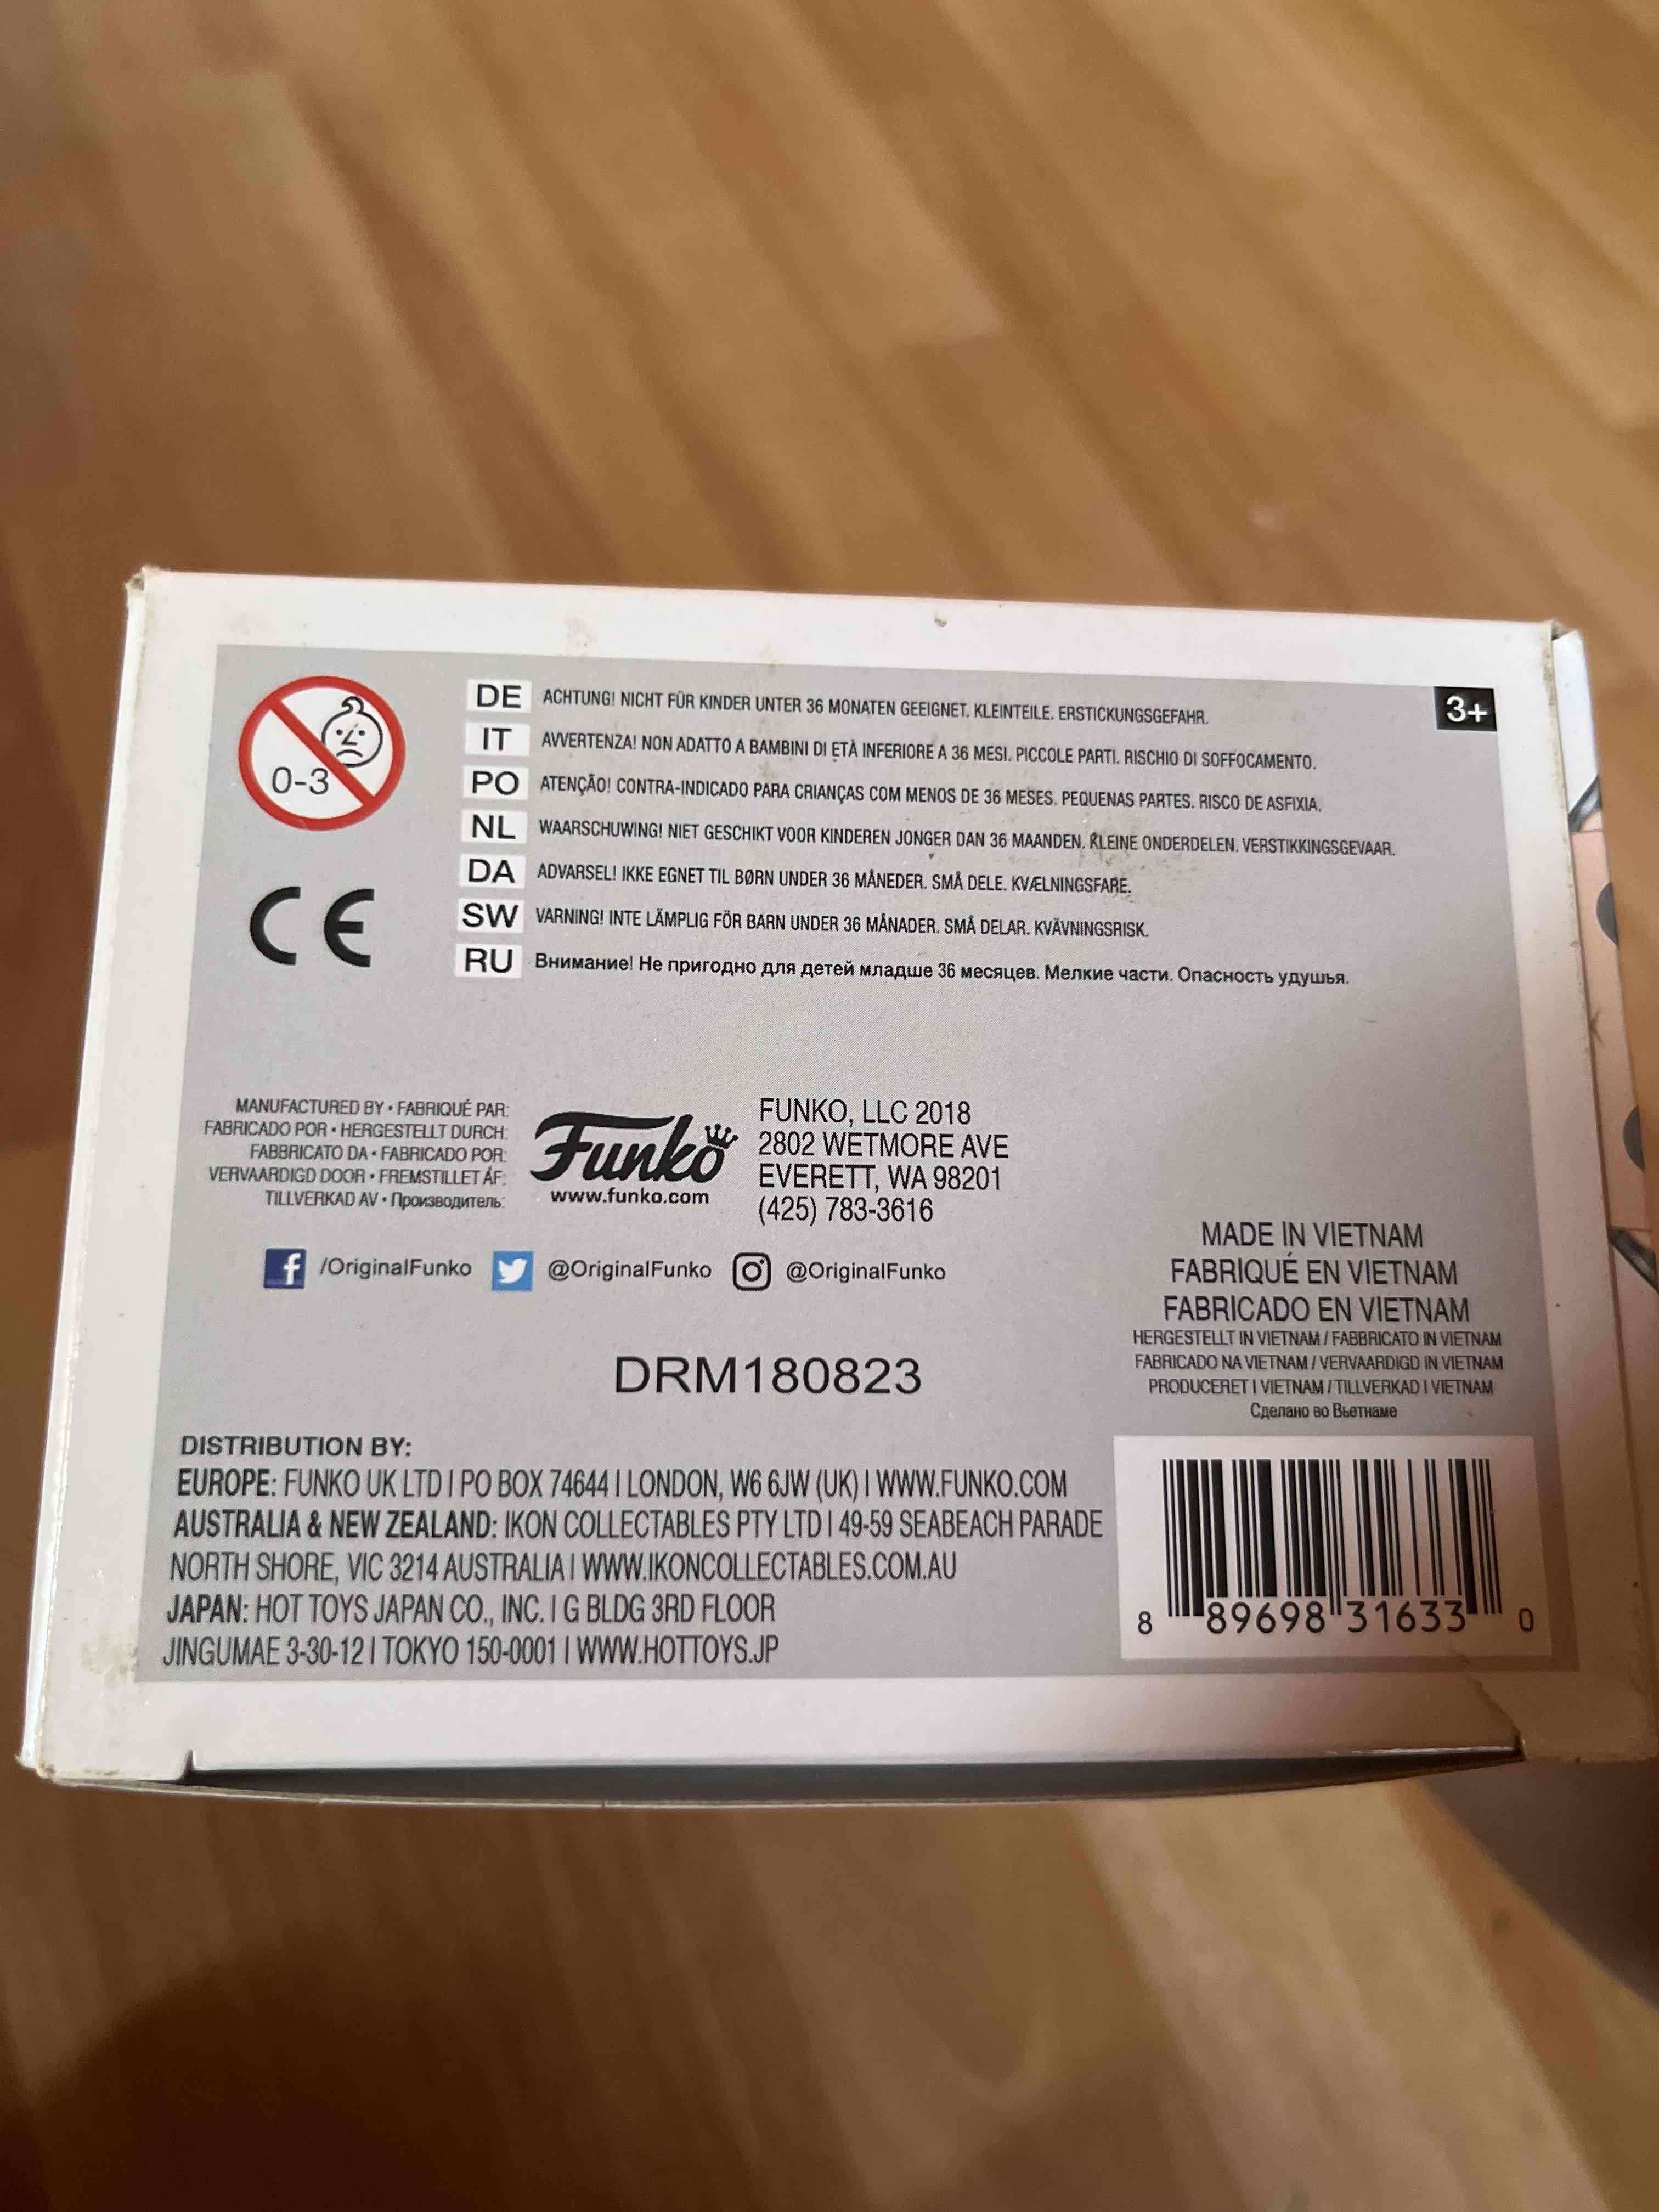 0-3
DE ACHTUNG! NICHT FÜR KINDER UNTER 36 MONATEN GEEIGNET. KLEINTEILE. ERSTICKUNGSGEFAHR.
3+
IT AVVERTENZA! NON ADATTO A BAMBINI DI ETÀ INFERIORE A 36 MESI. PICCOLE PARTI. RISCHIO DI SOFFOCAMENTO.
PO ATENÇÃO! CONTRA-INDICADO PARA CRIANÇAS COM MENOS DE 36 MESES. PEQUENAS PARTES. RISCO DE ASFIXIA.
NL WAARSCHUWING! NIET GESCHIKT VOOR KINDEREN JONGER DAN 36 MAANDEN. KLEINE ONDERDELEN. VERSTIKKINGSGEVAAR.
DA ADVARSEL! IKKE EGNET TIL BØRN UNDER 36 MÅNEDER. SMÅ DELE. KVÆLNINGSFARE.
SW VARNING! INTE LÄMPLIG FÖR BARN UNDER 36 MÅNADER. SMÅ DELAR. KVÄVNINGSRISK.
RU Внимание! Не пригодно для детей младше 36 месяцев. Мелкие части. Опасность удушья.
CE
MANUFACTURED BY • FABRIQUÉ PAR:
FABRICADO POR • HERGESTELLT DURCH:
FABBRICATO DA • FABRICADO POR:
VERVAARDIGD DOOR • FREMSTILLET ÅF:
TILLVERKAD AV • Производитель:
Funko
www.funko.com
FUNKO, LLC 2018
2802 WETMORE AVE
EVERETT, WA 98201
(425) 783-3616
/OriginalFunko @OriginalFunko @OriginalFunko
MADE IN VIETNAM
FABRIQUÉ EN VIETNAM
FABRICADO EN VIETNAM
HERGESTELLT IN VIETNAM / FABBRICATO IN VIETNAM
FABRICADO NA VIETNAM / VERVAARDIGD IN VIETNAM
PRODUCERET I VIETNAM / TILLVERKAD I VIETNAM
Сделано во Вьетнаме
DRM180823
DISTRIBUTION BY:
EUROPE: FUNKO UK LTD | PO BOX 74644 | LONDON, W6 6JW (UK) | WWW.FUNKO.COM
AUSTRALIA & NEW ZEALAND: IKON COLLECTABLES PTY LTD | 49-59 SEABEACH PARADE
NORTH SHORE, VIC 3214 AUSTRALIA | WWW.IKONCOLLECTABLES.COM.AU
JAPAN: HOT TOYS JAPAN CO., INC. | G BLDG 3RD FLOOR
JINGUMAE 3-30-12 | TOKYO 150-0001 | WWW.HOTTOYS.JP
8 89698 31633 0